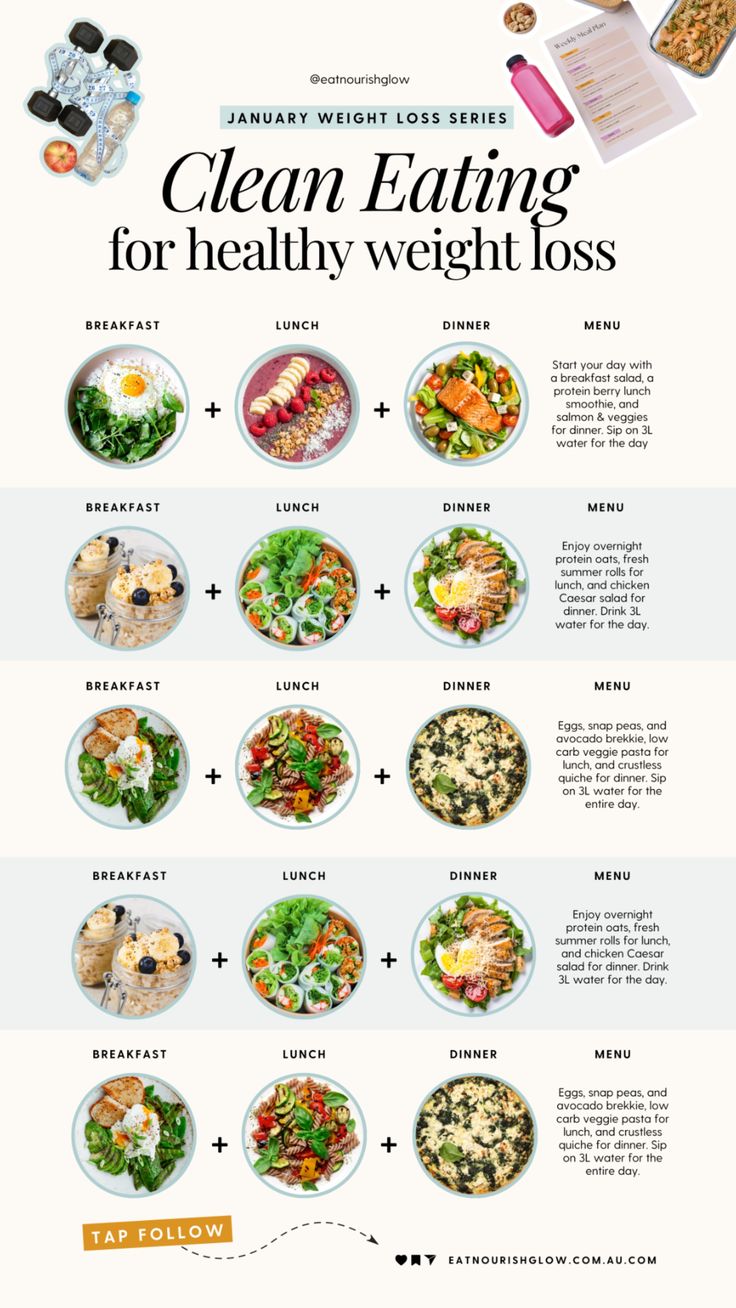 @eatnourishglow
JANUARY WEIGHT LOSS SERIES
Weekly Meal Plan
Clean Eating
for healthy weight loss
BREAKFAST
LUNCH
DINNER
MENU
Start your day with
a breakfast salad, a
protein berry lunch
smoothie, and
salmon & veggies
for dinner. Sip on 3L
water for the day
BREAKFAST
LUNCH
DINNER
MENU
Enjoy overnight
protein oats, fresh
summer rolls for
lunch, and chicken
Caesar salad for
dinner. Drink 3L
water for the day.
BREAKFAST
LUNCH
DINNER
MENU
Eggs, snap peas, and
avocado brekkie, low
carb veggie pasta for
lunch, and crustless
quiche for dinner. Sip
on 3L water for the
entire day.
BREAKFAST
LUNCH
DINNER
MENU
Enjoy overnight
protein oats, fresh
summer rolls for lunch,
and chicken Caesar
salad for dinner. Drink
3L water for the day.
BREAKFAST
LUNCH
DINNER
MENU
Eggs, snap peas, and
avocado brekkie, low
carb veggie pasta for
lunch, and crustless
quiche for dinner. Sip
on 3L water for the
entire day.
TAP FOLLOW
EATNOURISHGLOW.COM.AU.COM